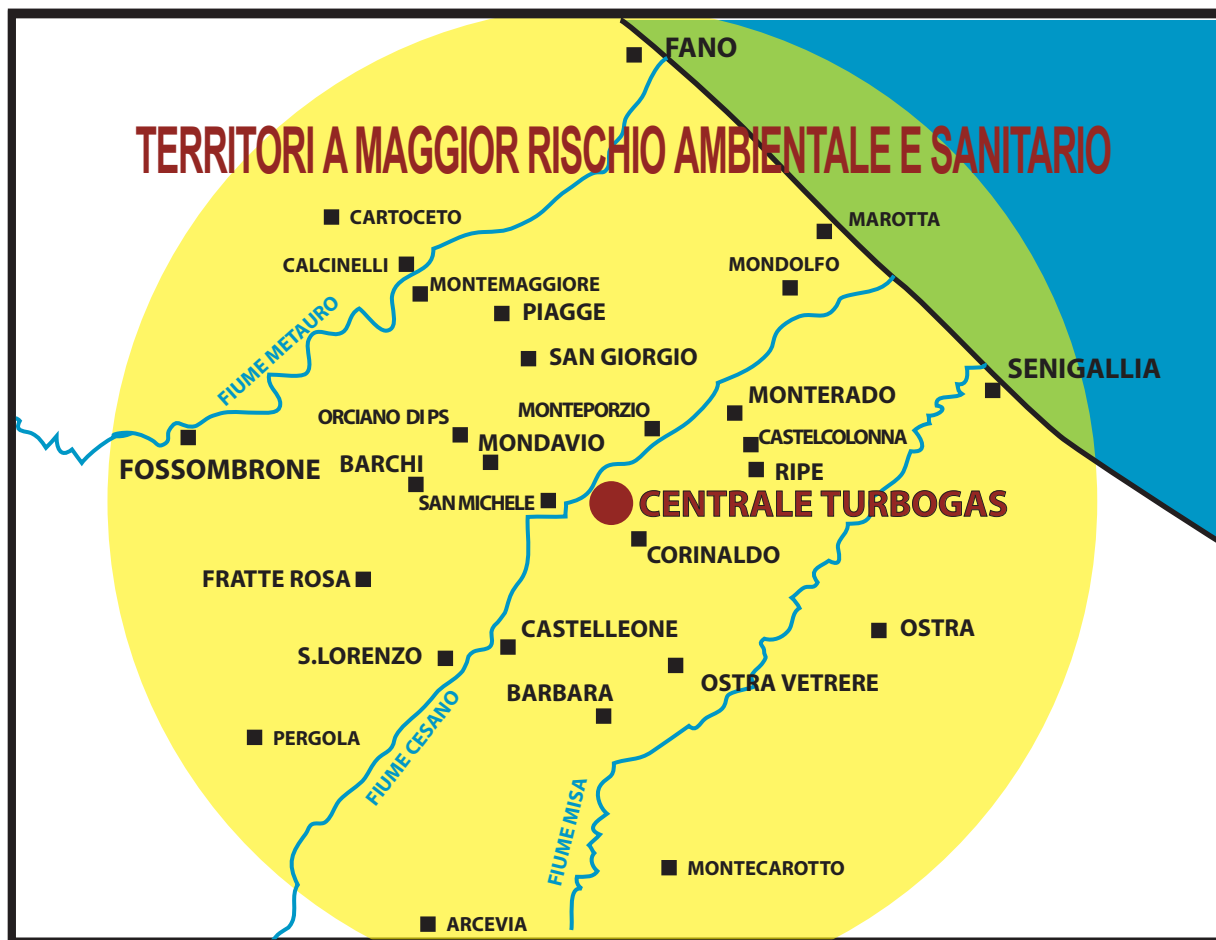 FANO
TERRITORI A MAGGIOR RISCHIO AMBIENTALE E SANITARIO
CARTOCETO
MAROTTA
CALCINELLI
MONDOLFO
MONTEMAGGIORE
PIAGGE
FIUME METAURO
SAN GIORGIO
SENIGALLIA
MONTERADO
ORCIANO DI PS
MONTEPORZIO
MONDAVIO
CASTELCOLONNA
FOSSOMBRONE
BARCHI
RIPE
SAN MICHELE
CENTRALE TURBOGAS
CORINALDO
FRATTE ROSA
CASTELLEONE
OSTRA
S.LORENZO
OSTRA VETRERE
BARBARA
PERGOLA
FIUME CESANO
FIUME MISA
MONTECAROTTO
ARCEVIA